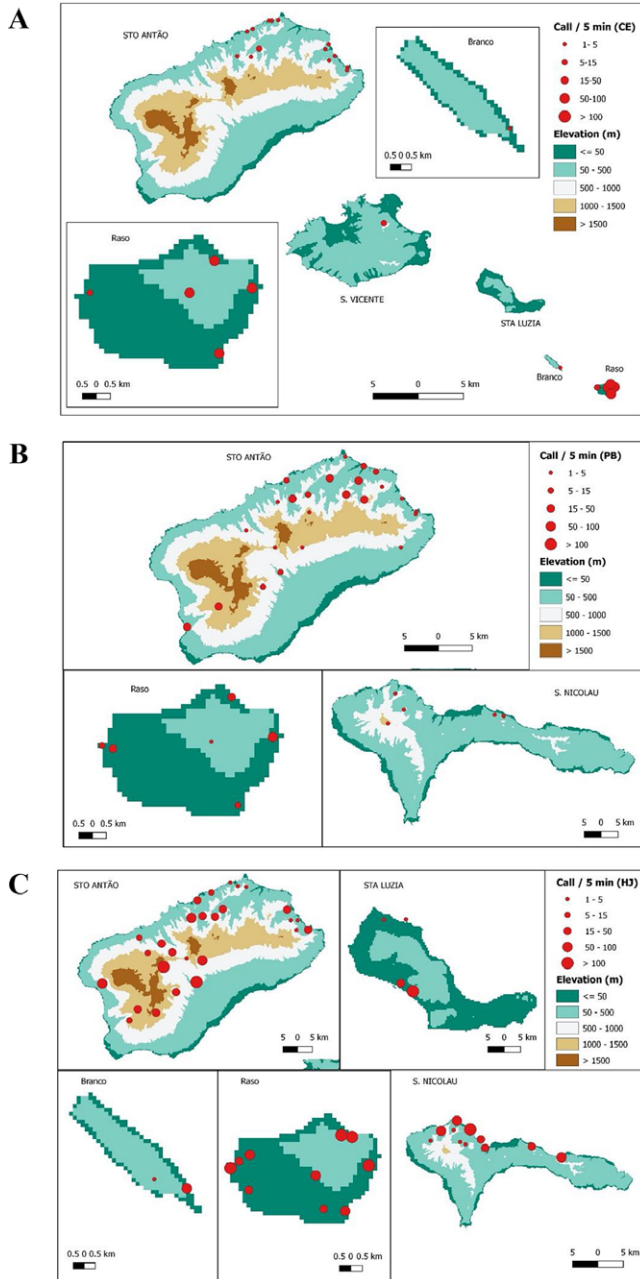 A
STO ANTÃO
Branco
0.5 0 0.5 km
Call / 5 min (CE)
1- 5
5-15
15-50
50-100
> 100
Elevation (m)
<= 50
50 - 500
500 - 1000
1000 - 1500
> 1500
Raso
0.5 0 0.5 km
S. VICENTE
STA LUZIA
Branco
Raso
5 0 5 km
B
STO ANTÃO
5 0 5 km
Call / 5 min (PB)
1 - 5
5 - 15
15 - 50
50 - 100
> 100
Elevation (m)
<= 50
50 - 500
500 - 1000
1000 - 1500
> 1500
Raso
0.5 0 0.5 km
S. NICOLAU
5 0 5 km
C
STO ANTÃO
5 0 5 km
STA LUZIA
5 0 5 km
Call / 5 min (HJ)
1 - 5
5 - 15
15 - 50
50 - 100
> 100
Elevation (m)
<= 50
50 - 500
500 - 1000
1000 - 1500
> 1500
Branco
0.5 0 0.5 km
Raso
0.5 0 0.5 km
S. NICOLAU
5 0 5 km